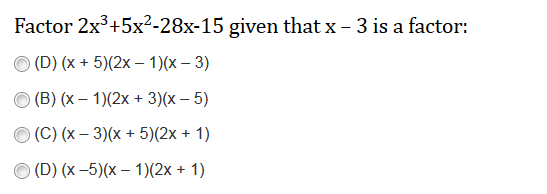 Factor 2x³+5x²-28x-15 given that x – 3 is a factor:
(D) (x + 5)(2x – 1)(x – 3)
(B) (x – 1)(2x + 3)(x – 5)
(C) (x – 3)(x + 5)(2x + 1)
(D) (x –5)(x – 1)(2x + 1)